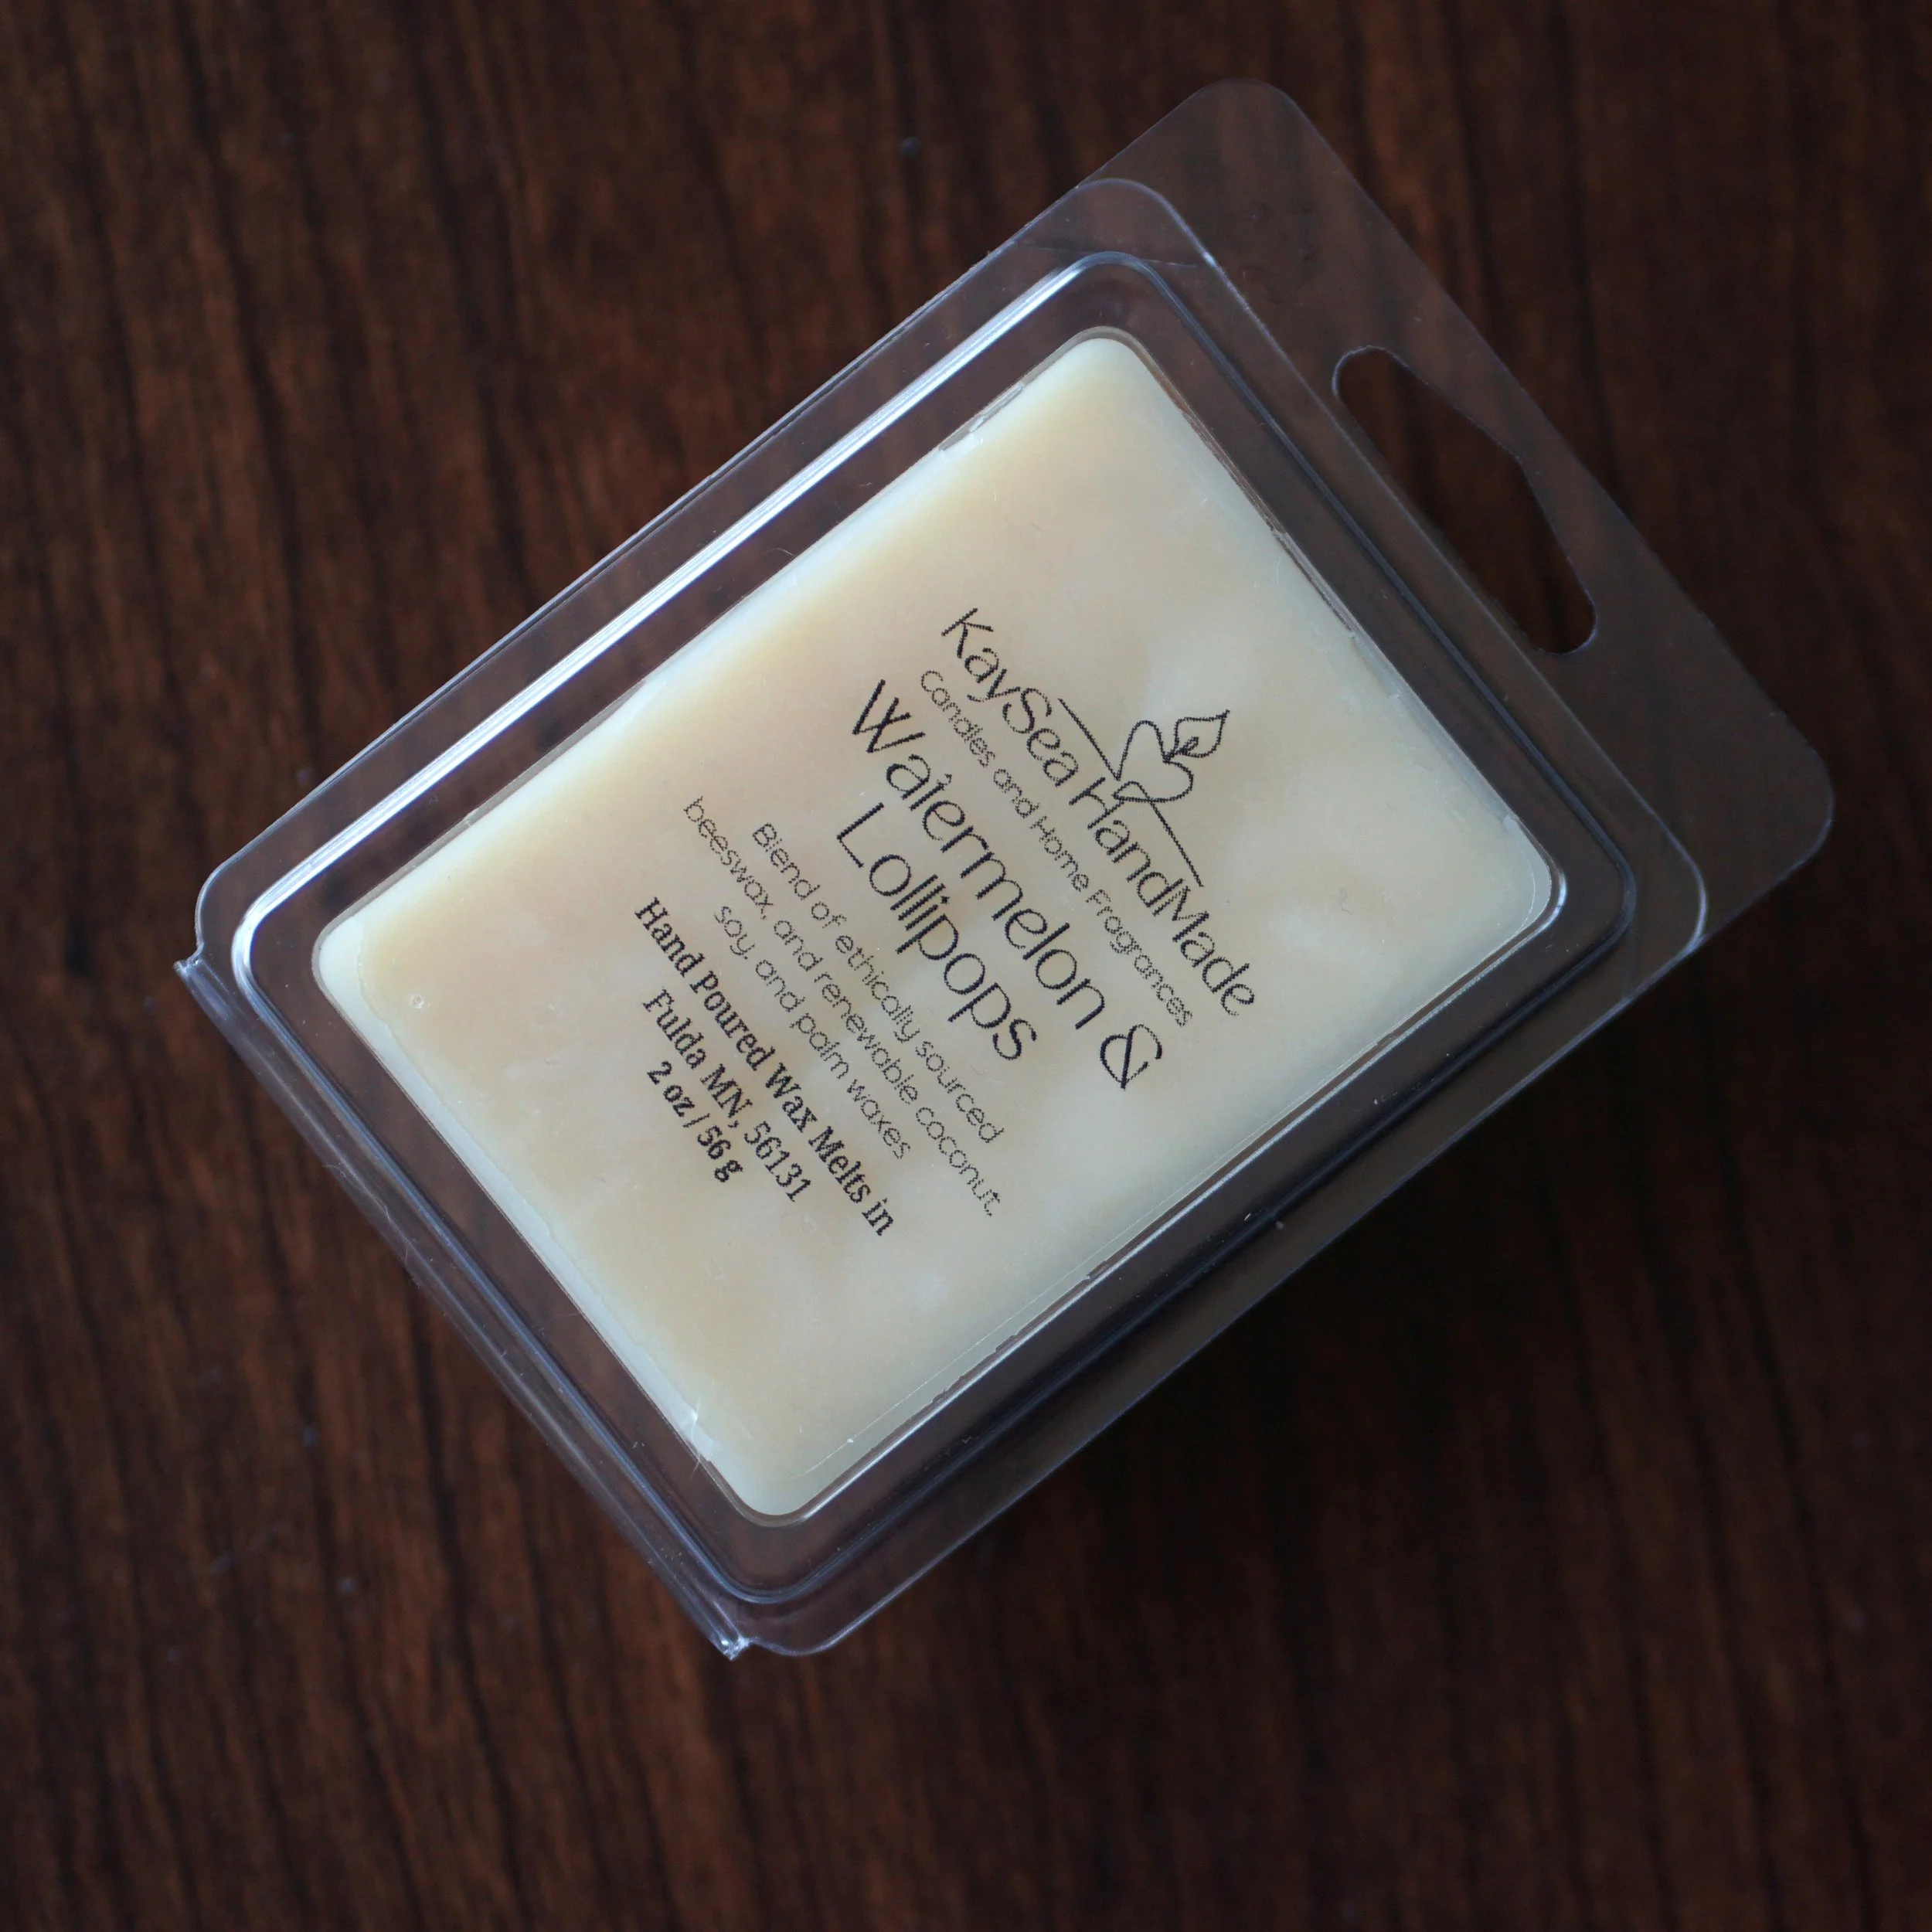 KaySea HandMade
Candles and Home Fragrances
Watermelon &
Lollipops
Blend of ethically sourced
beeswax, and renewable coconut,
soy, and palm waxes
Hand Poured Wax Melts in
Fulda MN, 56131
2 oz / 56 g